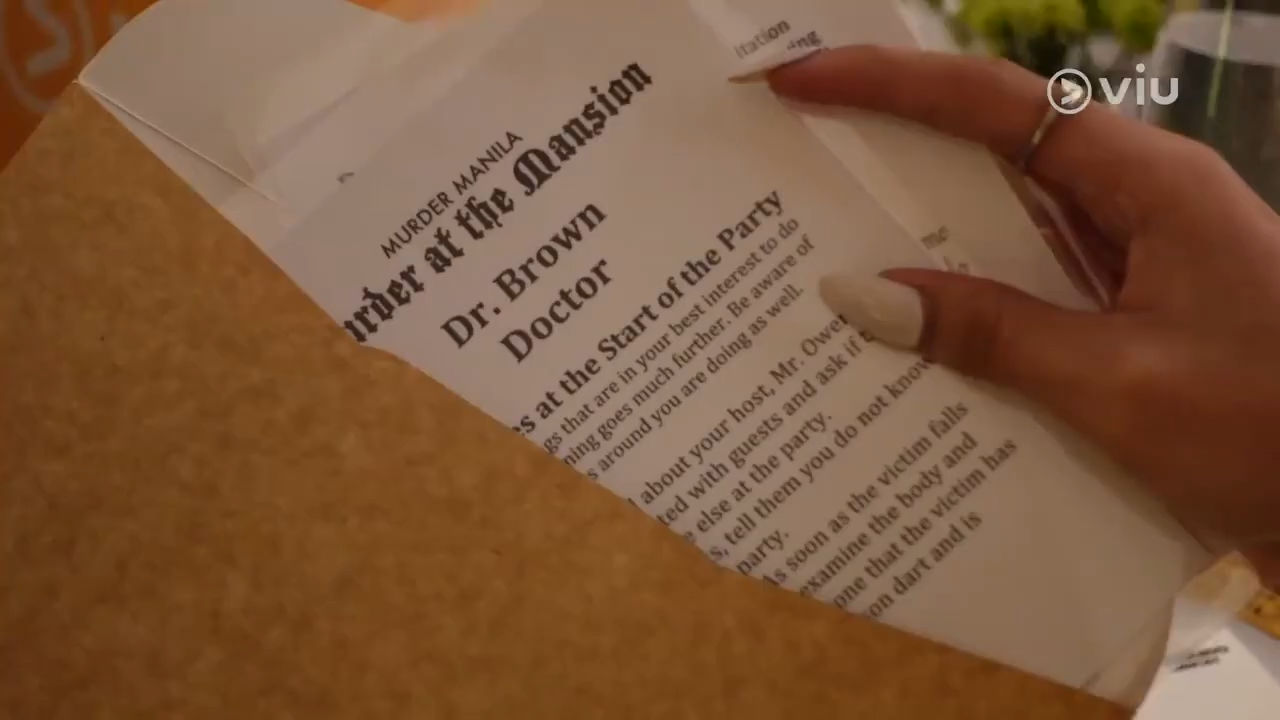 MURDER MANILA
rder at the Mansion
Dr. Brown
Doctor
es at the Start of the Party
gs that are in your best interest to do
ning goes much further. Be aware of
s around you are doing as well.
about your host, Mr. Owe
ted with guests and ask if
e else at the party.
s, tell them you do not know
party.
As soon as the victim falls
examine the body and
one that the victim has
on dart and is
itation
viu